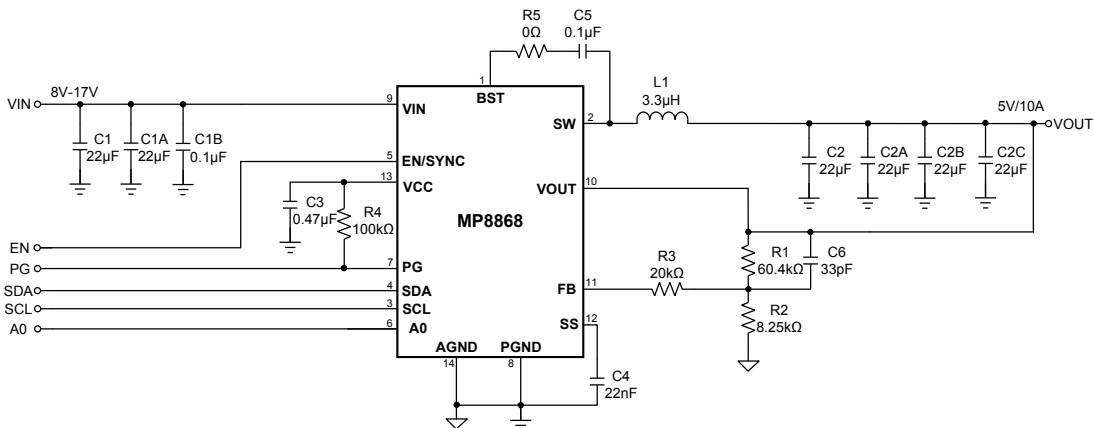 R5
0Ω
C5
0.1µF
1
BST
L1
3.3µH
8V-17V
VIN
9
VIN
SW
2
5V/10A
VOUT
C1
22µF
C1A
22µF
C1B
0.1µF
C2
22µF
C2A
22µF
C2B
22µF
C2C
22µF
5
EN/SYNC
13
VCC
VOUT
10
C3
0.47µF
R4
100kΩ
MP8868
EN
PG
7
PG
R1
60.4kΩ
C6
33pF
R3
20kΩ
FB
11
SDA
4
SDA
SCL
3
SCL
A0
6
A0
R2
8.25kΩ
SS
12
AGND
PGND
14
8
C4
22nF